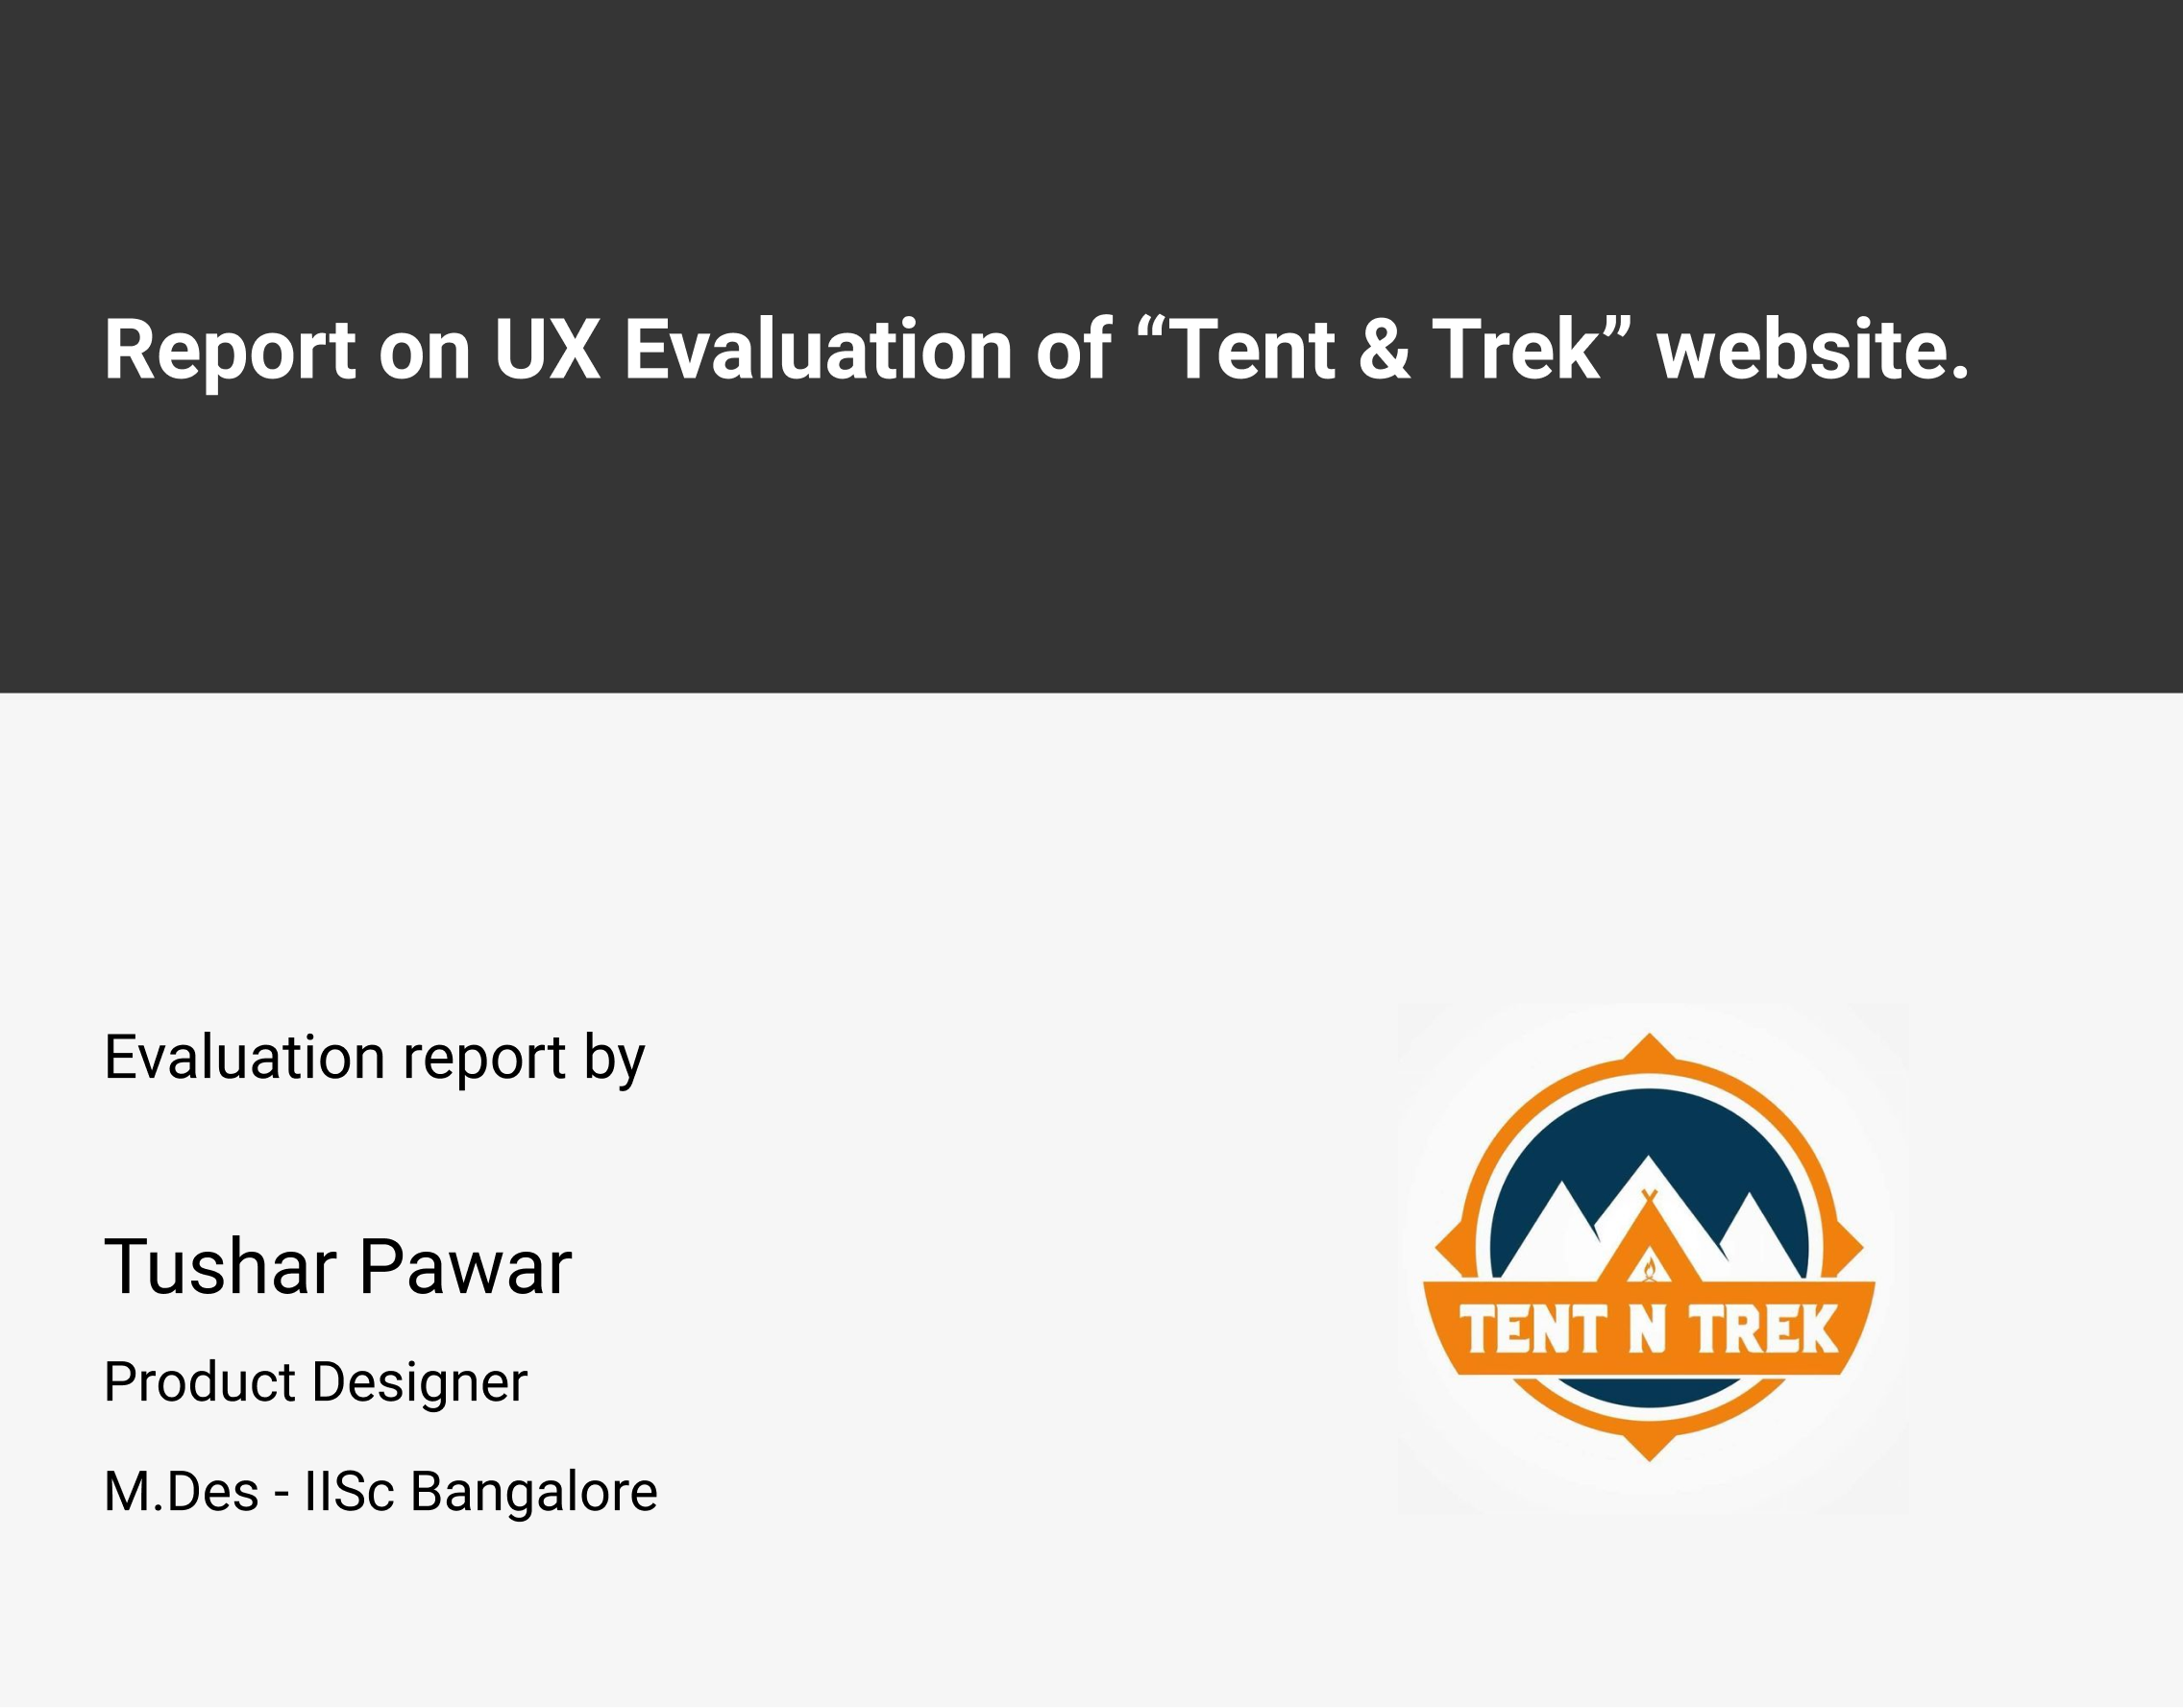 Report on UX Evaluation of “Tent & Trek” website.
Evaluation report by
Tushar Pawar
Product Designer
M.Des - IISc Bangalore
TENT N TREK